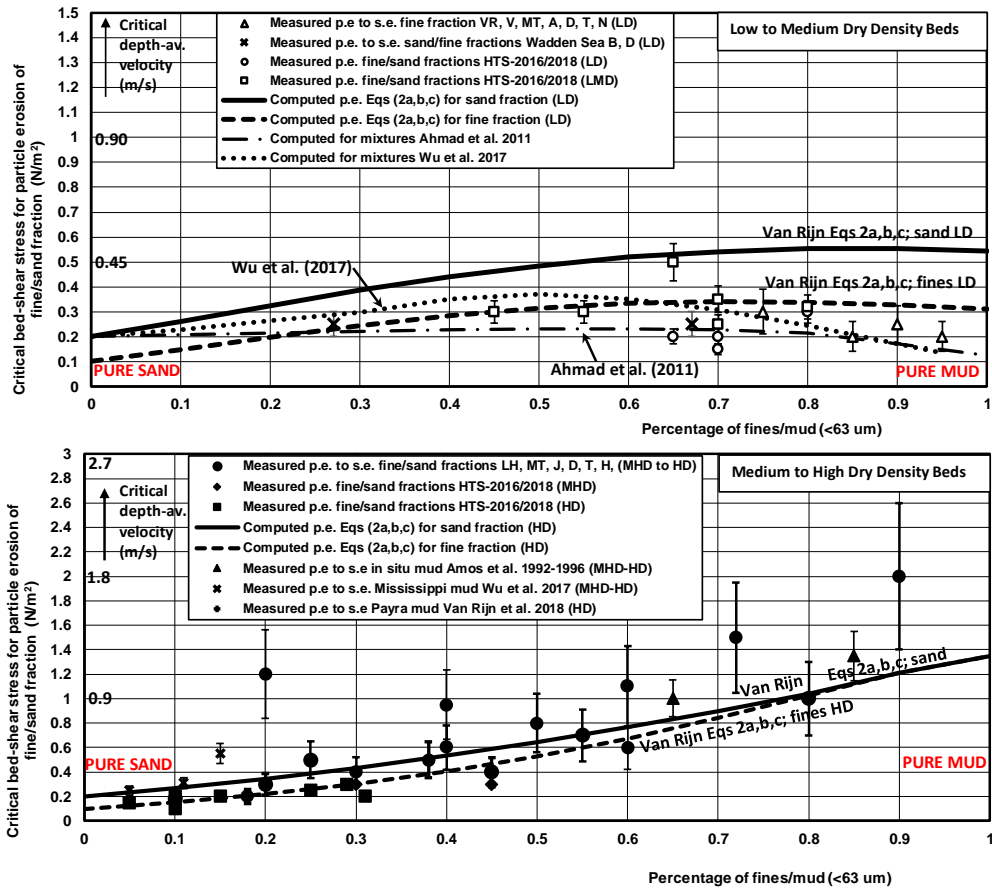 1.5
1.4
1.3
1.2
1.1
1
0.9
0.8
0.7
0.6
0.5
0.4
0.3
0.2
0.1
0
Critical bed-shear stress for particle erosion of
fine/sand fraction (N/m²)
Critical
depth-av.
velocity
(m/s)
0.90
0.45
Measured p.e to s.e. fine fraction VR, V, MT, A, D, T, N (LD)
Measured p.e. to s.e. sand/fine fractions Wadden Sea B, D (LD)
Measured p.e. fine/sand fractions HTS-2016/2018 (LD)
Measured p.e. fine/sand fractions HTS-2016/2018 (LMD)
Computed p.e. Eqs (2a,b,c) for sand fraction (LD)
Computed p.e. Eqs (2a,b,c) for fine fraction (LD)
Computed for mixtures Ahmad et al. 2011
Computed for mixtures Wu et al. 2017
Low to Medium Dry Density Beds
Van Rijn Eqs 2a,b,c; sand LD
Wu et al. (2017)
Van Rijn Eqs 2a,b,c; fines LD
Ahmad et al. (2011)
PURE SAND
PURE MUD
0 0.1 0.2 0.3 0.4 0.5 0.6 0.7 0.8 0.9 1
Percentage of fines/mud (<63 um)
3
2.8
2.6
2.4
2.2
2
1.8
1.6
1.4
1.2
1
0.8
0.6
0.4
0.2
0
Critical bed-shear stress for particle erosion of
fine/sand fraction (N/m²)
2.7
Critical
depth-av.
velocity
(m/s)
1.8
0.9
Measured p.e. to s.e. fine/sand fractions LH, MT, J, D, T, H, (MHD to HD)
Measured p.e. fine/sand fractions HTS-2016/2018 (MHD)
Measured p.e. fine/sand fractions HTS-2016/2018 (HD)
Computed p.e. Eqs (2a,b,c) for sand fraction (HD)
Computed p.e. Eqs (2a,b,c) for fine fraction (HD)
Measured p.e to s.e in situ mud Amos et al. 1992-1996 (MHD-HD)
Measured p.e. to s.e. Mississippi mud Wu et al. 2017 (MHD-HD)
Measured p.e to s.e Payra mud Van Rijn et al. 2018 (HD)
Medium to High Dry Density Beds
Van Rijn Eqs 2a,b,c; sand
Van Rijn Eqs 2a,b,c; fines HD
PURE SAND
PURE MUD
0 0.1 0.2 0.3 0.4 0.5 0.6 0.7 0.8 0.9 1
Percentage of fines/mud (<63 um)